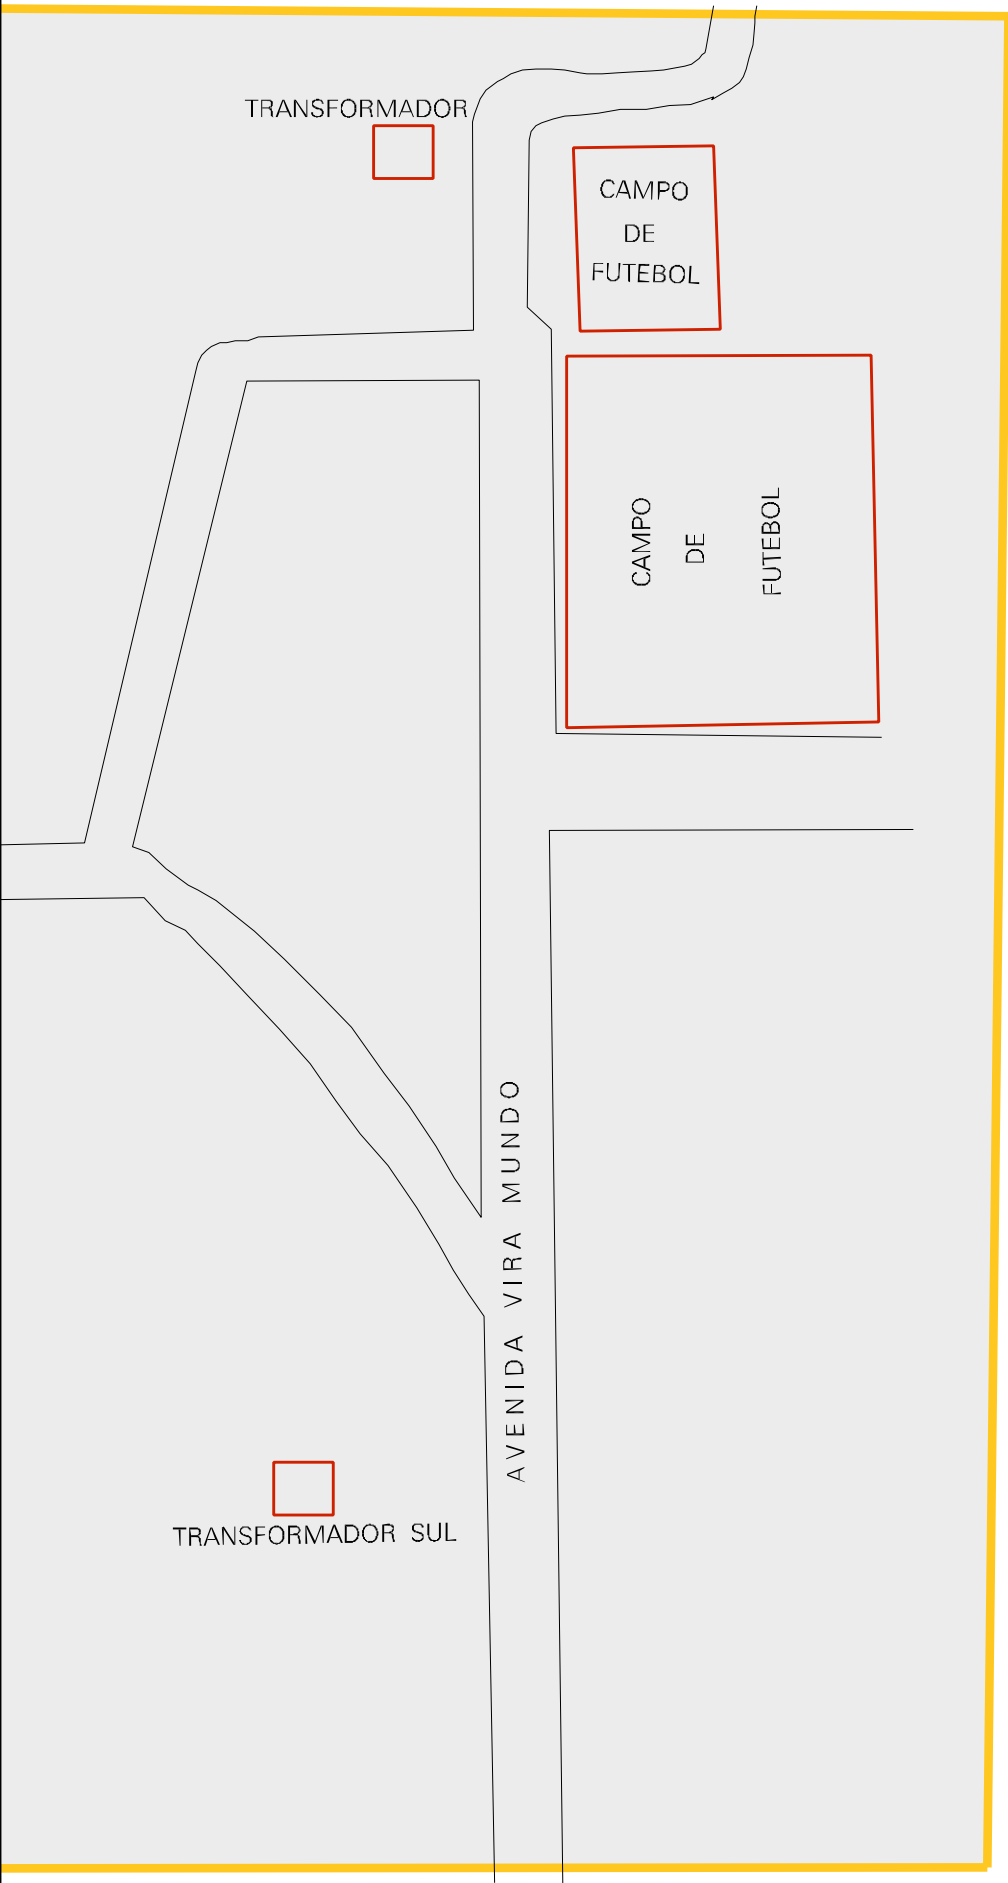 TRANSFORMADOR
CAMPO
DE
FUTEBOL
CAMPO
DE
FUTEBOL
AVENIDA VIRA MUNDO
TRANSFORMADOR SUL